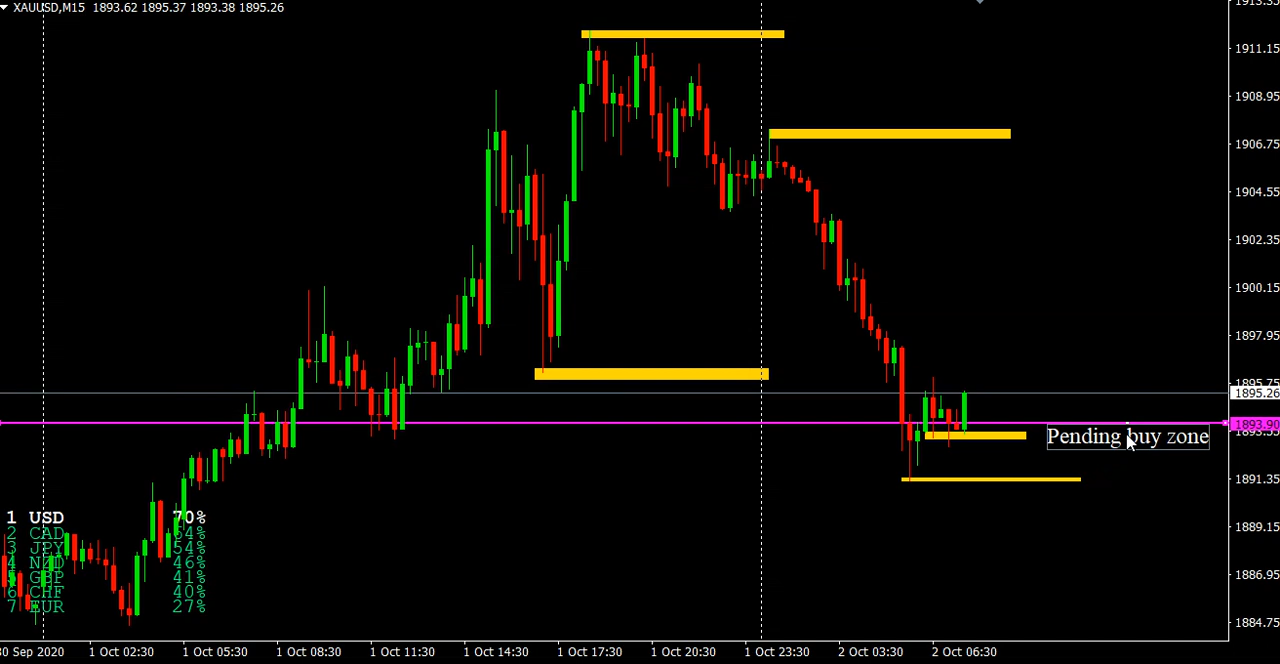 XAUUSD,M15 1893.62 1895.37 1893.38 1895.26
1913.35
1911.15
1908.95
1906.75
1904.55
1902.35
1900.15
1897.95
1895.75
1895.26
1893.90
1893.55
Pending buy zone
1891.35
1889.15
1886.95
1884.75
1 USD 70%
2 CAD 64%
3 JPY 54%
4 NZD 46%
5 GBP 41%
6 CHF 40%
7 EUR 27%
30 Sep 2020 1 Oct 02:30 1 Oct 05:30 1 Oct 08:30 1 Oct 11:30 1 Oct 14:30 1 Oct 17:30 1 Oct 20:30 1 Oct 23:30 2 Oct 03:30 2 Oct 06:30